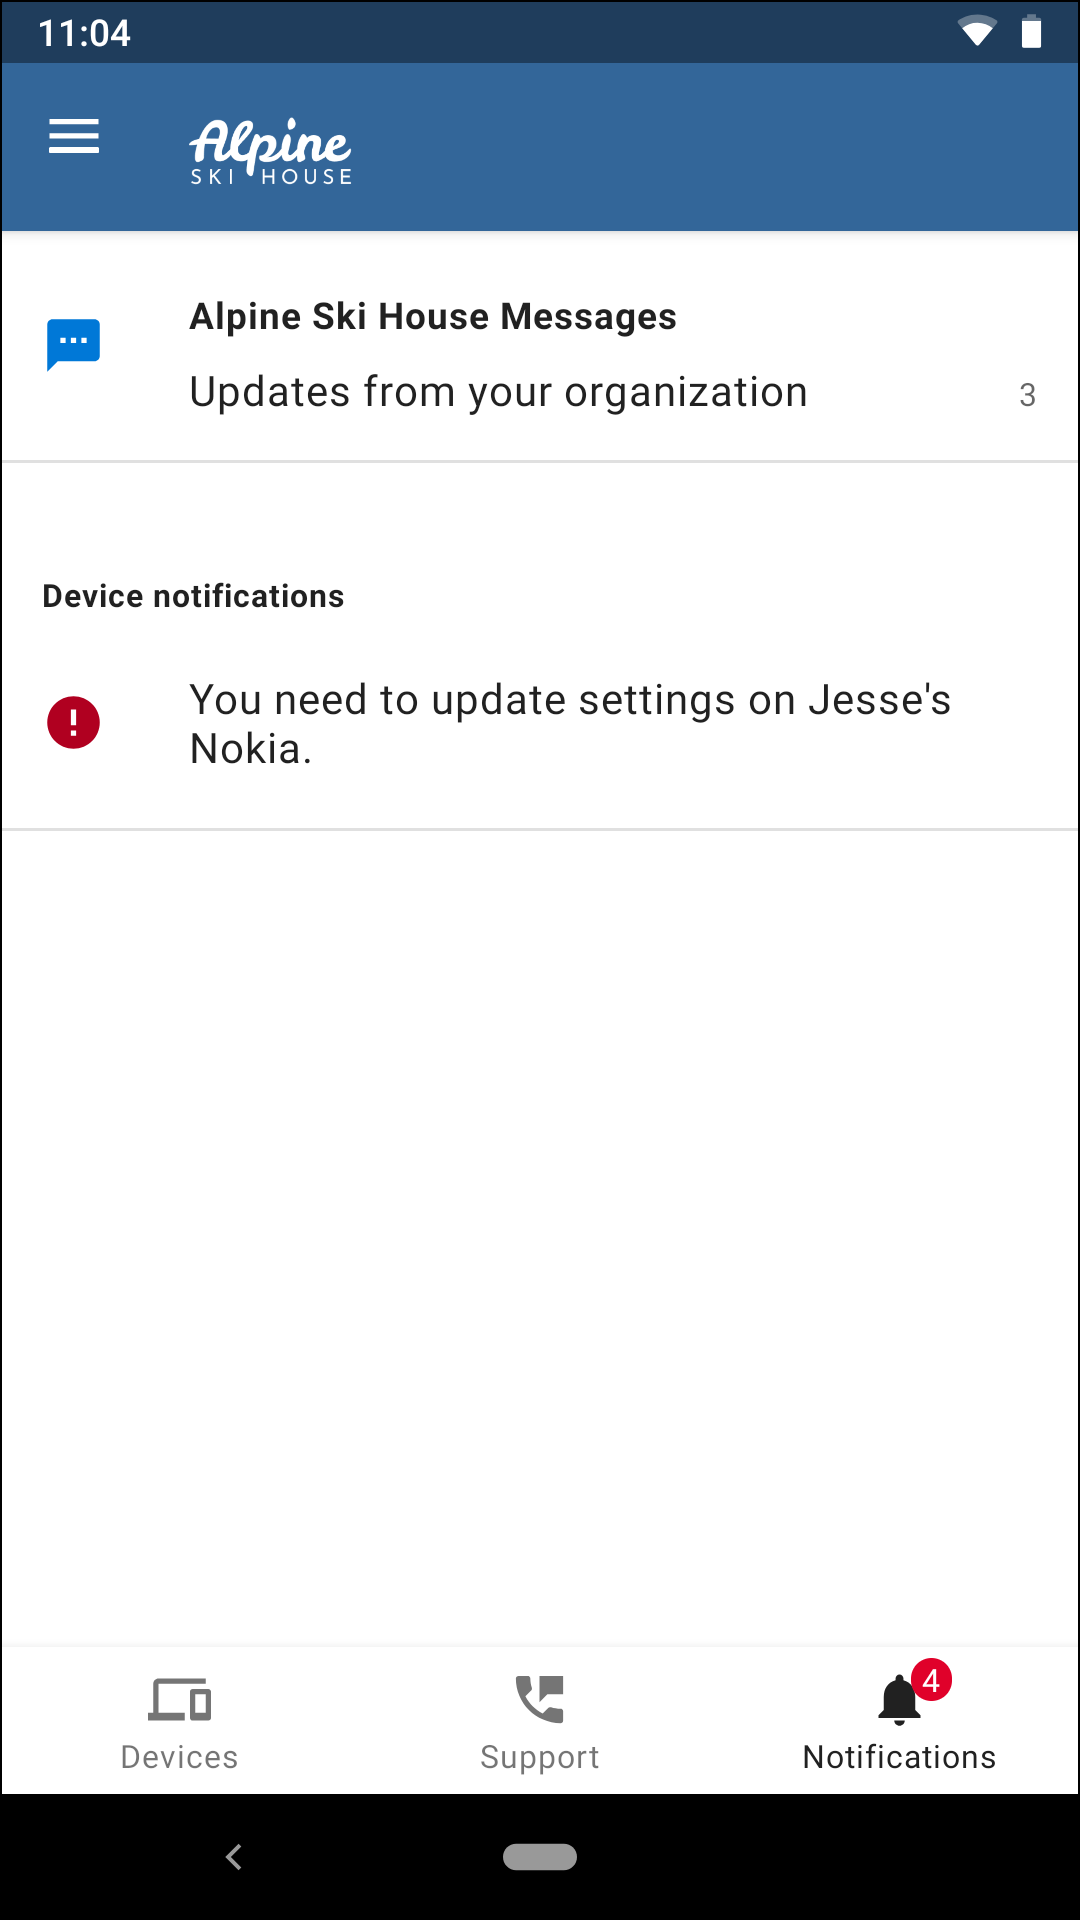 11:04
Alpine
SKI HOUSE
Alpine Ski House Messages
Updates from your organization
3
Device notifications
You need to update settings on Jesse's
Nokia.
4
Devices
Support
Notifications